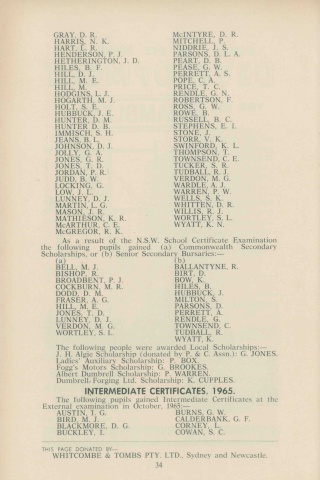 GRAY, D. R.
HARRIS, N. K.
HART, L. R.
HENDERSON, P. J.
HETHERINGTON, J. D.
HILES, B. F.
HILL, D. J.
HILL, M. E.
HILL, M.
HODGINS, L. J.
HOGARTH, M. J.
HOLT, S. E.
HUBBUCK, J. E.
HUNTER, D. M.
HUNTER D. B.
IMMISCH, S. H.
JEANS, B. L.
JOHNSON, D. J.
JOLLY, G. A.
JONES, G. R.
JONES, T. D.
JORDAN, P. R.
JUDD, B. W.
LOCKING, G.
LOW, J. L.
LUNNEY, D. J.
MARTIN, L. G.
MASON, J. R.
MATHIESON, K. R.
McARTHUR, C. E.
McGREGOR, R. K.
McINTYRE, D. R.
MITCHELL, P.
NIDDRIE, J. S.
PARSONS, D. L. A.
PEART, D. B.
PEASE, G. W.
PERRETT, A. S.
POPE, C. A.
PRICE, T. C.
RENDLE, G. N.
ROBERTSON, F.
ROSS, G. W.
ROWE, B.
RUSSELL, B. C.
STEPHENS, E. I.
STONE, J.
STORR, V. K.
SWINFORD, K. L.
THOMPSON, T.
TOWNSEND, C. E.
TUCKER, S. R.
TUDBALL, R. J.
VERDON, M. G.
WARDLE, A. J.
WARREN, P. W.
WELLS, S. K.
WHITTEN, D. R.
WILLIS, R. J.
WORTLEY, S. L.
WYATT, K. N.
As a result of the N.S.W. School Certificate Examination
the following pupils gained (a) Commonwealth Secondary
Scholarships, or (b) Senior Secondary Bursaries:—
(a)
BELL, M. J.
BISHOP, R.
BROADBENT, P. J.
COCKBURN, M. R.
DODD, D. M.
FRASER, A. G.
HILL, M. E.
JONES, T. D.
LUNNEY, D. J.
VERDON, M. G.
WORTLEY, S. L.
(b)
BALLANTYNE, R.
BIRT, D.
BOW, K.
HILES, B.
HUBBUCK, J.
MILTON, S.
PARSONS, D.
PERRETT, A.
RENDLE, G.
TOWNSEND, C.
TUDBALL, R.
WYATT, K.
The following people were awarded Local Scholarships:—
J. H. Algie Scholarship (donated by P. & C. Assn.): G. JONES.
Ladies' Auxiliary Scholarship: P. BOX.
Fogg's Motors Scholarship: G. BROOKES.
Albert Dumbrell Scholarship: P. WARREN.
Dumbrell Forging Ltd. Scholarship: K. CUPPLES.
INTERMEDIATE CERTIFICATES, 1965.
The following pupils gained Intermediate Certificates at the
External examination in October, 1965:—
AUSTIN, I. G.
BIRD, M. J.
BLACKMORE, D. G.
BUCKLEY, I.
BURNS, G. W.
CALDERBANK, G. F.
CORNEY, L.
COWAN, S. C.
THIS PAGE DONATED BY—
WHITCOMBE & TOMBS PTY. LTD., Sydney and Newcastle.
34